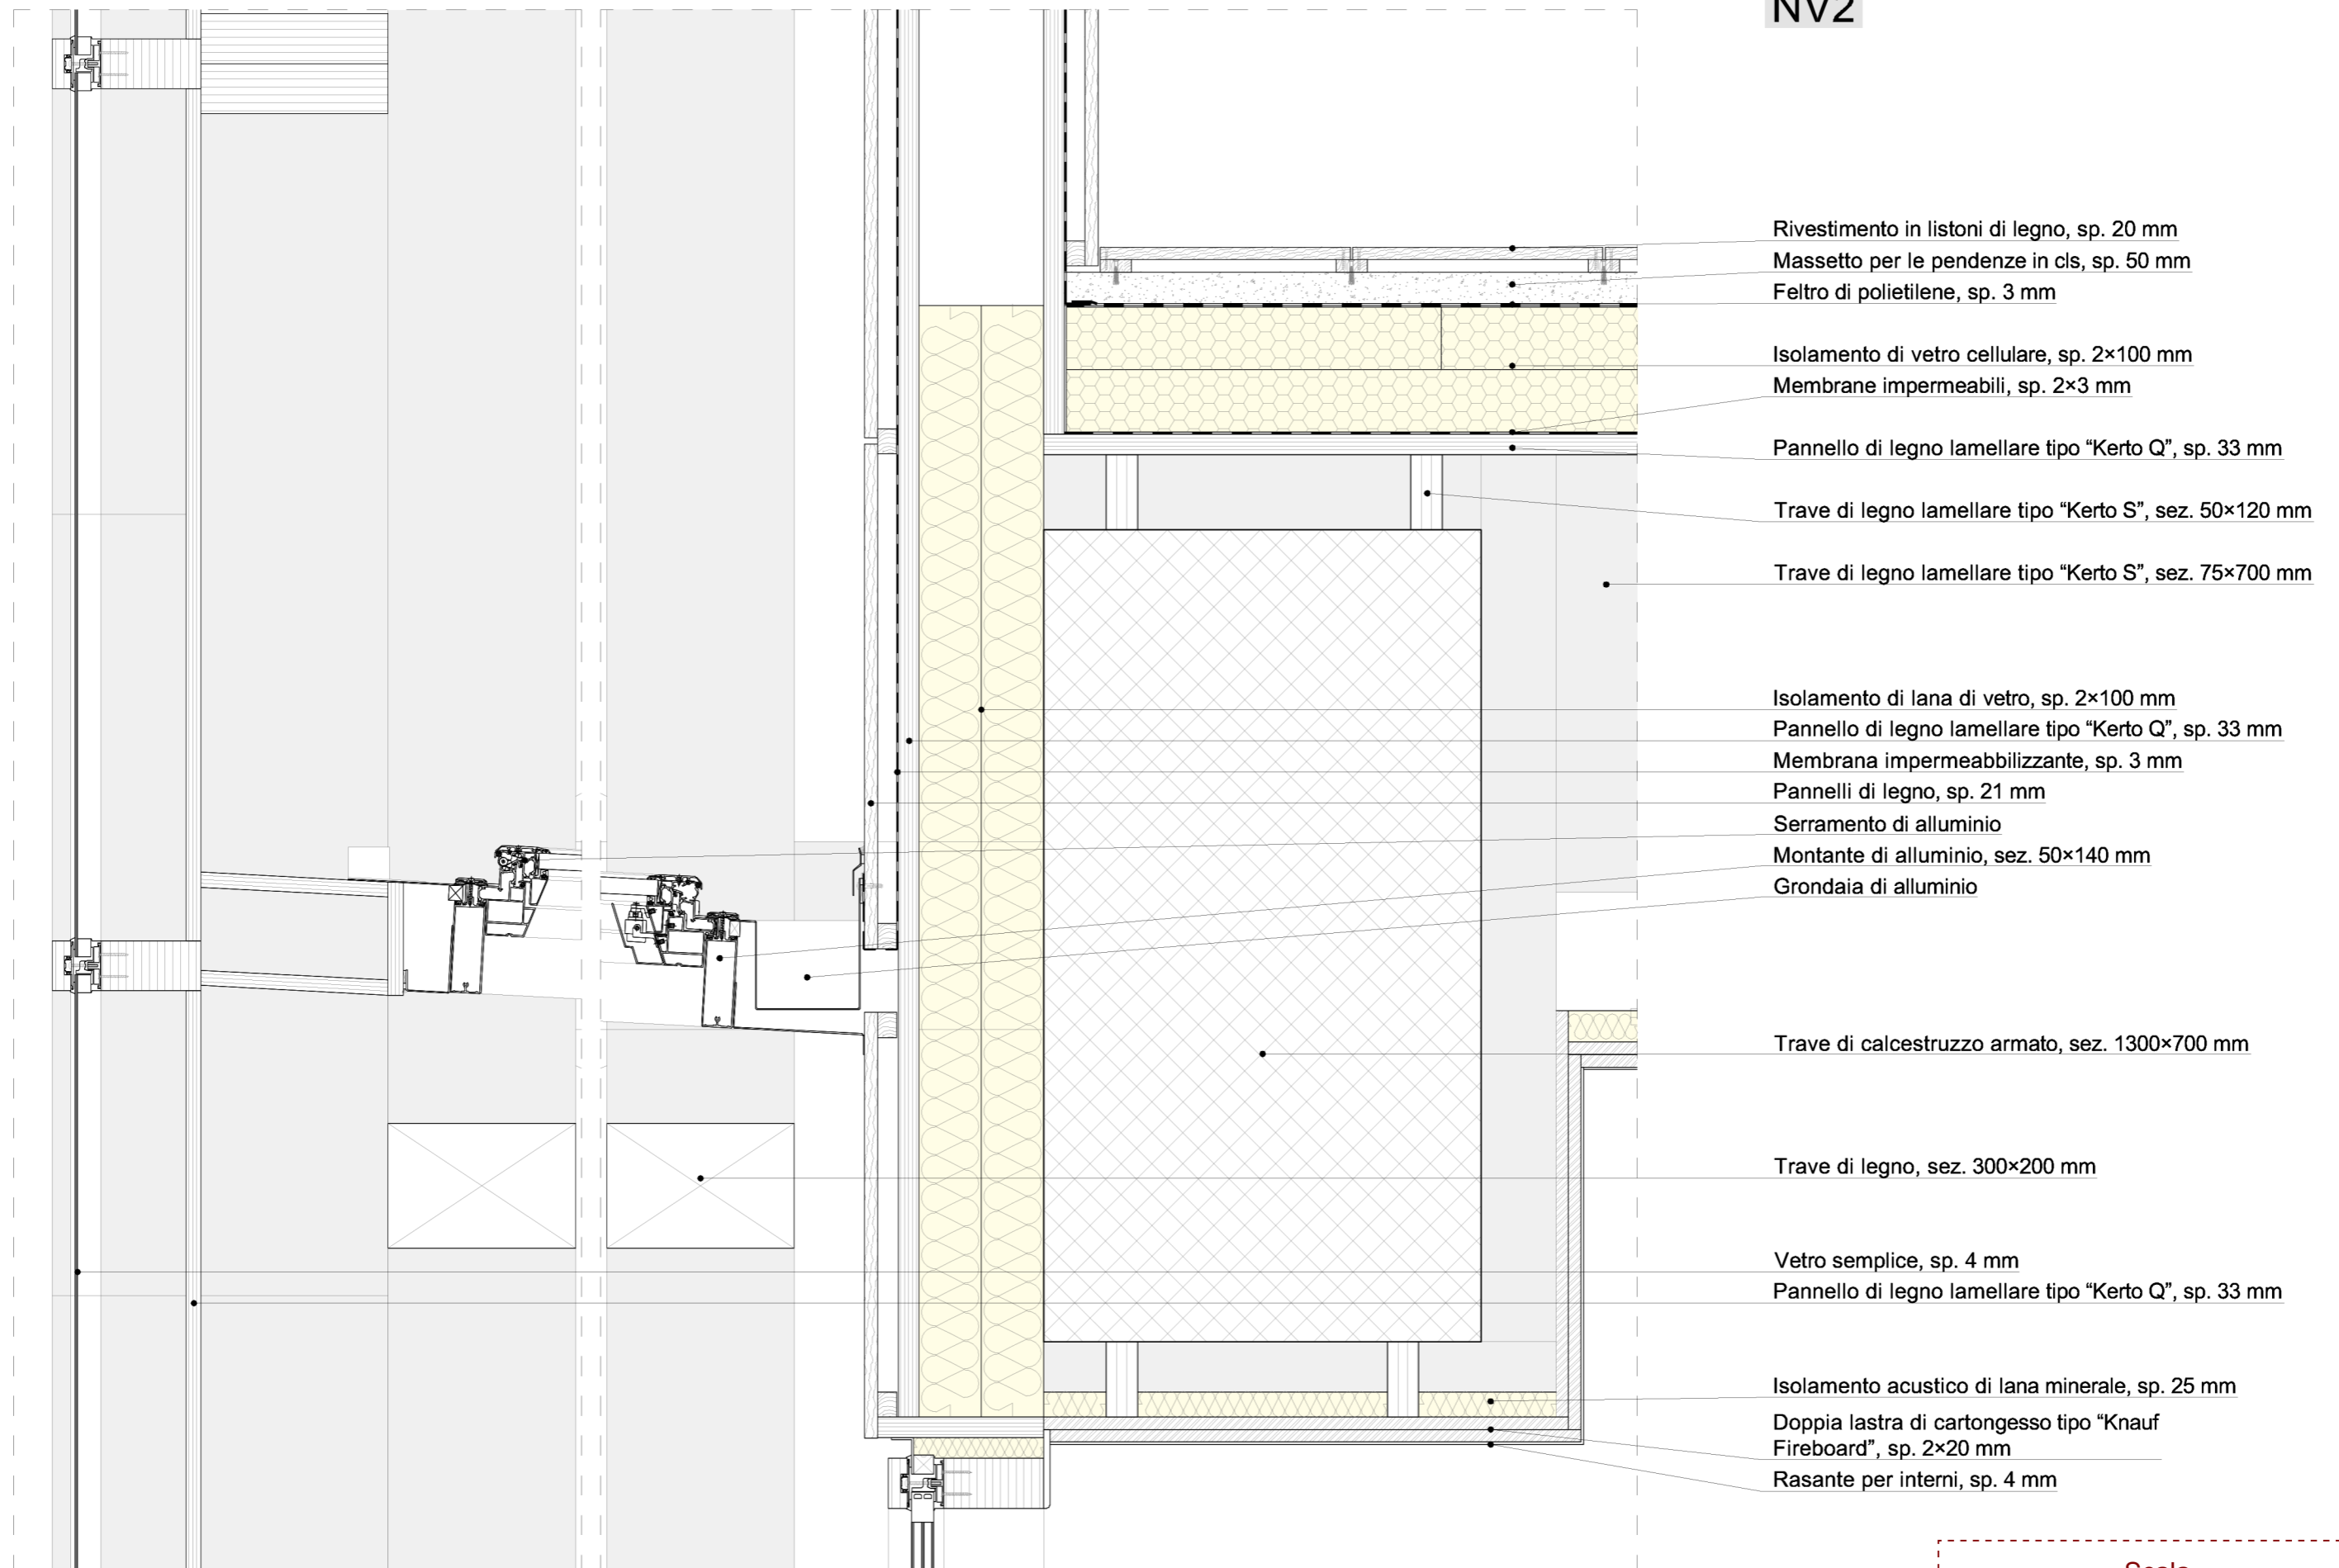 NV2
Rivestimento in listoni di legno, sp. 20 mm
Massetto per le pendenze in cls, sp. 50 mm
Feltro di polietilene, sp. 3 mm
Isolamento di vetro cellulare, sp. 2×100 mm
Membrane impermeabili, sp. 2×3 mm
Pannello di legno lamellare tipo “Kerto Q”, sp. 33 mm
Trave di legno lamellare tipo “Kerto S”, sez. 50×120 mm
Trave di legno lamellare tipo “Kerto S”, sez. 75×700 mm
Isolamento di lana di vetro, sp. 2×100 mm
Pannello di legno lamellare tipo “Kerto Q”, sp. 33 mm
Membrana impermeabbilizzante, sp. 3 mm
Pannelli di legno, sp. 21 mm
Serramento di alluminio
Montante di alluminio, sez. 50×140 mm
Grondaia di alluminio
Trave di calcestruzzo armato, sez. 1300×700 mm
Trave di legno, sez. 300×200 mm
Vetro semplice, sp. 4 mm
Pannello di legno lamellare tipo “Kerto Q”, sp. 33 mm
Isolamento acustico di lana minerale, sp. 25 mm
Doppia lastra di cartongesso tipo “Knauf
Fireboard”, sp. 2×20 mm
Rasante per interni, sp. 4 mm
Scala